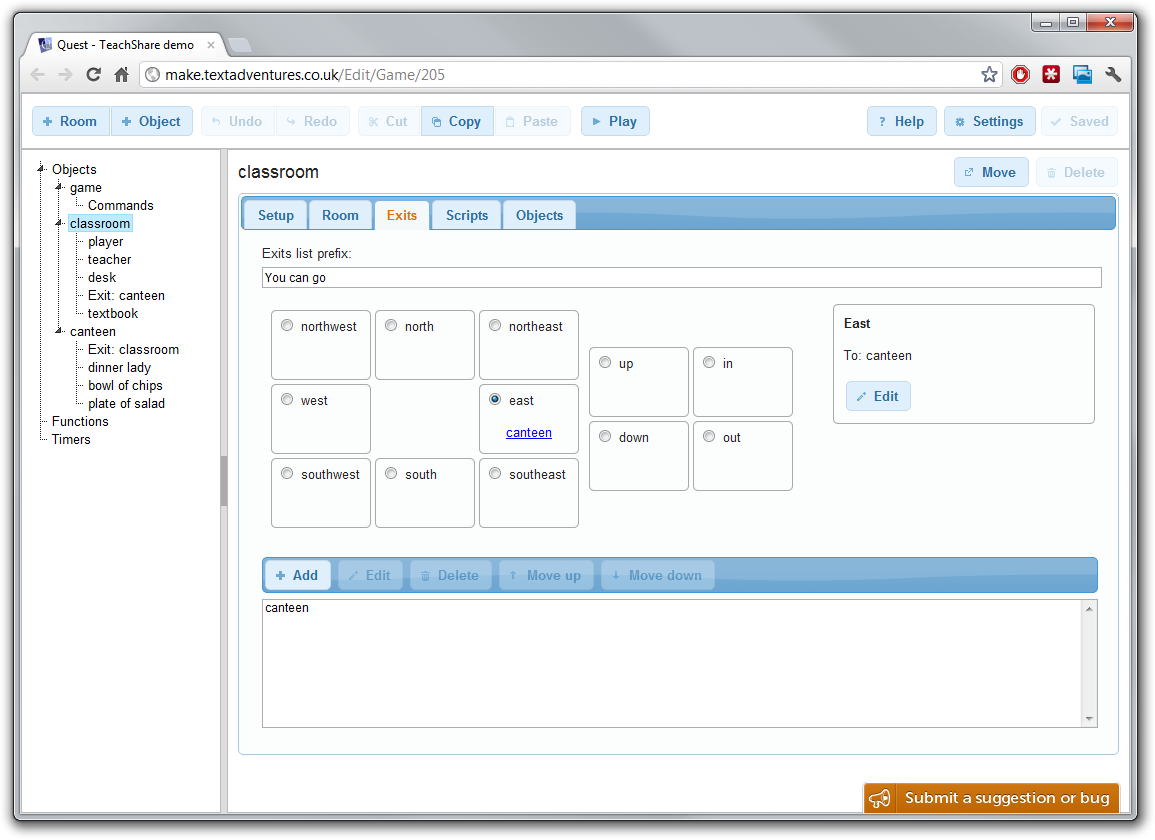 Quest - TeachShare demo
make.textadventures.co.uk/Edit/Game/205
Room Object Undo Redo Cut Copy Paste Play Help Settings Saved
Objects
game
Commands
classroom
player
teacher
desk
Exit: canteen
textbook
canteen
Exit: classroom
dinner lady
bowl of chips
plate of salad
Functions
Timers
classroom
Move Delete
Setup Room Exits Scripts Objects
Exits list prefix:
You can go
northwest north northeast
west east
canteen
southwest south southeast
up in
down out
East
To: canteen
Edit
Add Edit Delete Move up Move down
canteen
Submit a suggestion or bug